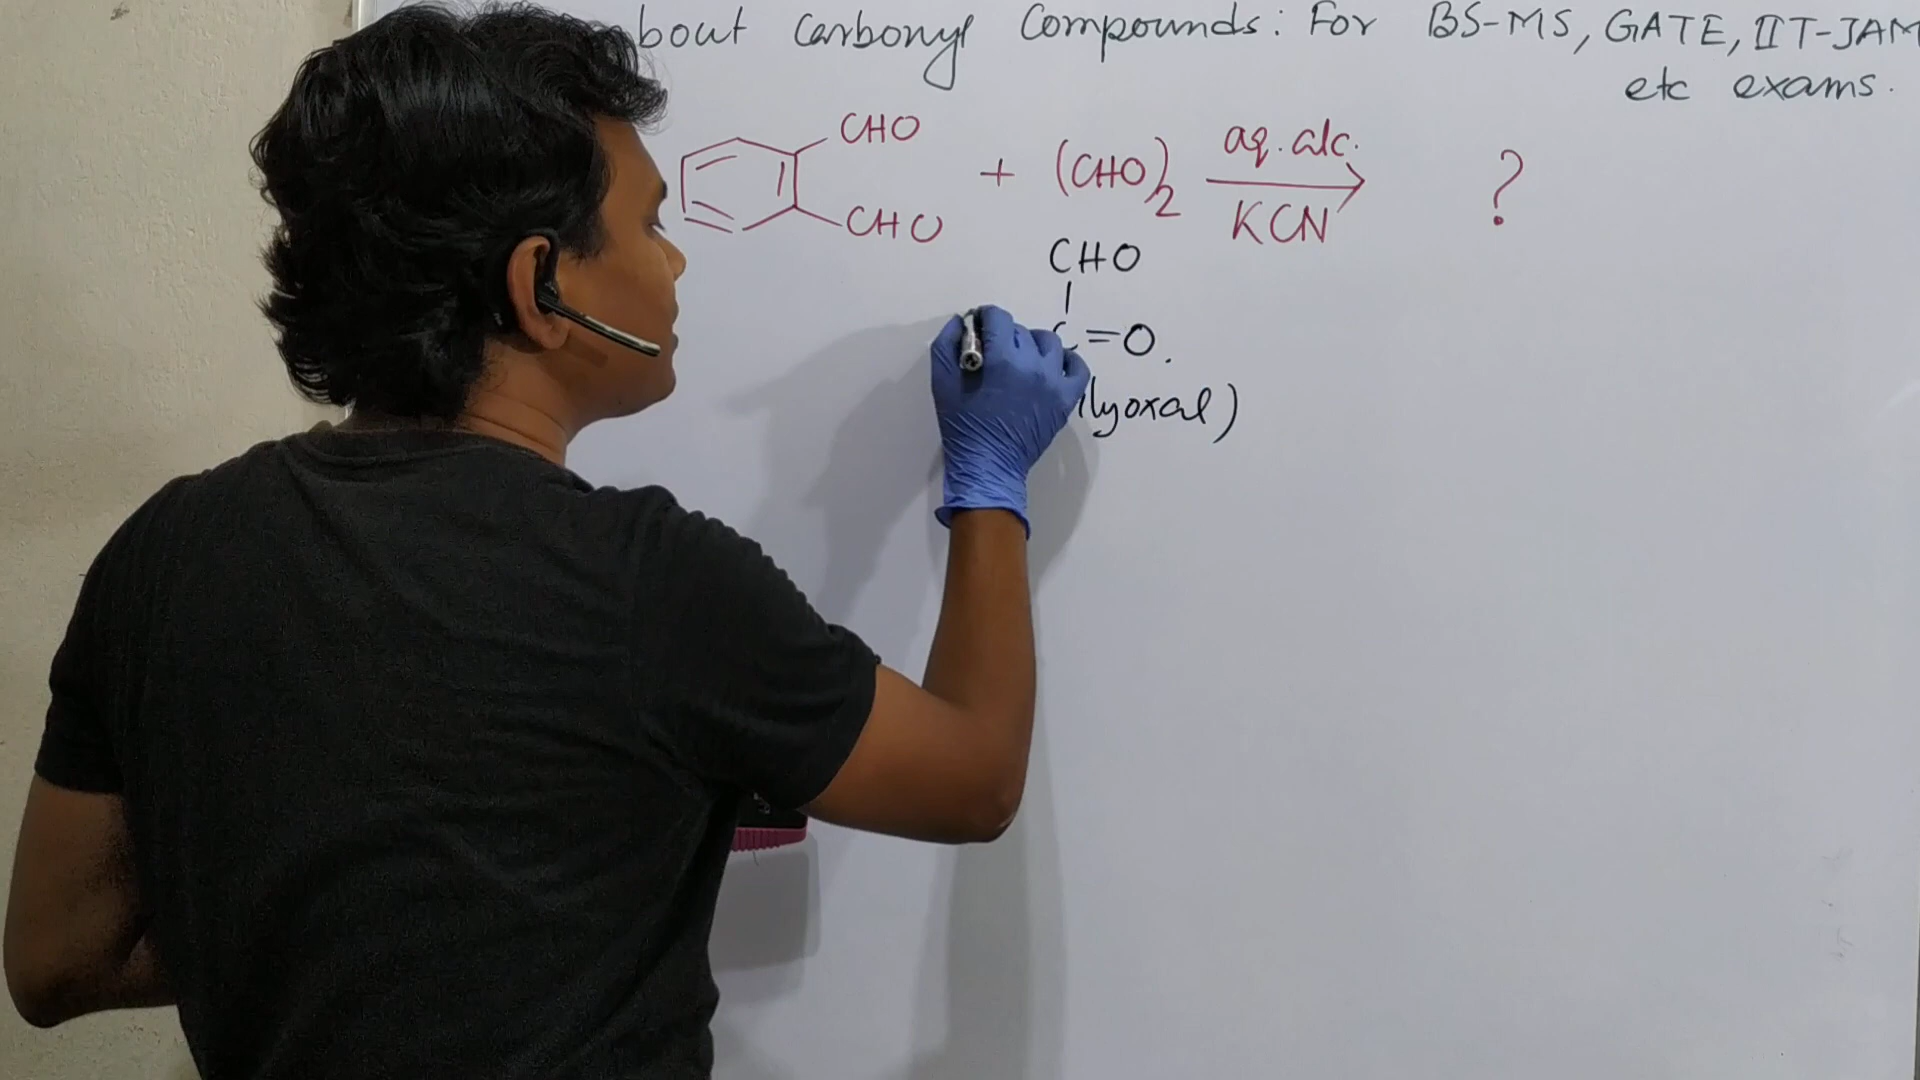 bout Carbonyl Compounds: For BS-MS, GATE, IIT-JAM
etc exams.
CHO
CHO
+ (CHO)2 aq. alc. KCN ?
CHO
C=O.
lyoxal)